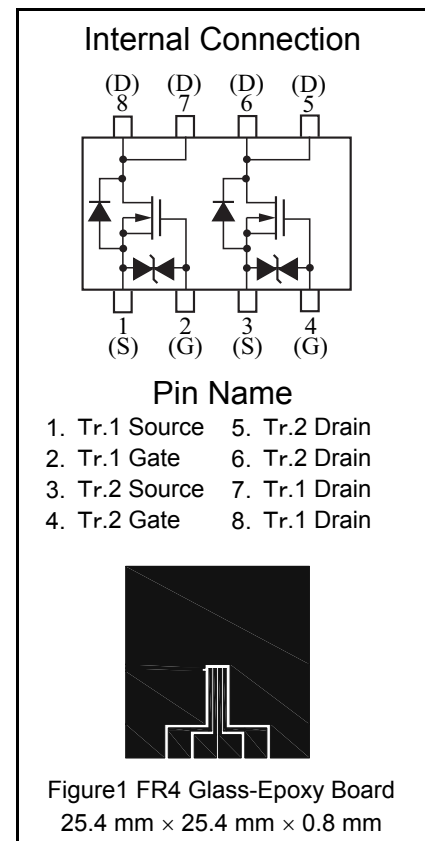 Internal Connection
(D) (D) (D) (D)
8 7 6 5
1 2 3 4
(S) (G) (S) (G)
Pin Name
1. Tr.1 Source 5. Tr.2 Drain
2. Tr.1 Gate 6. Tr.2 Drain
3. Tr.2 Source 7. Tr.1 Drain
4. Tr.2 Gate 8. Tr.1 Drain
Figure1 FR4 Glass-Epoxy Board
25.4 mm × 25.4 mm × 0.8 mm